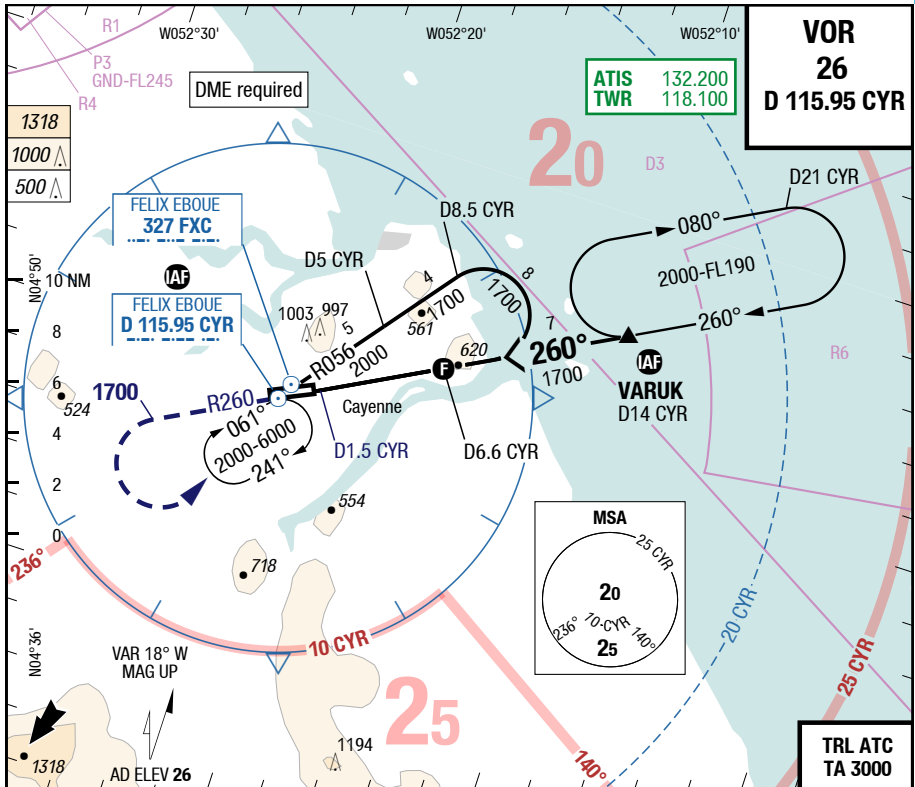 W052°30'
W052°20'
W052°10'
VOR
26
D 115.95 CYR
R1
P3
GND-FL245
R4
DME required
ATIS 132.200
TWR 118.100
1318
1000
500
20
D3
D21 CYR
FELIX EBOUE
327 FXC
D8.5 CYR
080°
2000-FL190
260°
N04°50'
10 NM
IAF
D5 CYR
4
8
1700
1700
561
FELIX EBOUE
D 115.95 CYR
1003
997
5
R056
2000
7
260°
1700
8
6
4
2
0
620
F
IAF
VARUK
D14 CYR
R6
524
1700
R260
061°
2000-6000
241°
Cayenne
D1.5 CYR
D6.6 CYR
554
718
MSA
25 CYR
20
10 CYR
236°
140°
25
236°
10 CYR
20 CYR
25 CYR
N04°36'
VAR 18° W
MAG UP
25
1194
140°
1318
AD ELEV 26
TRL ATC
TA 3000